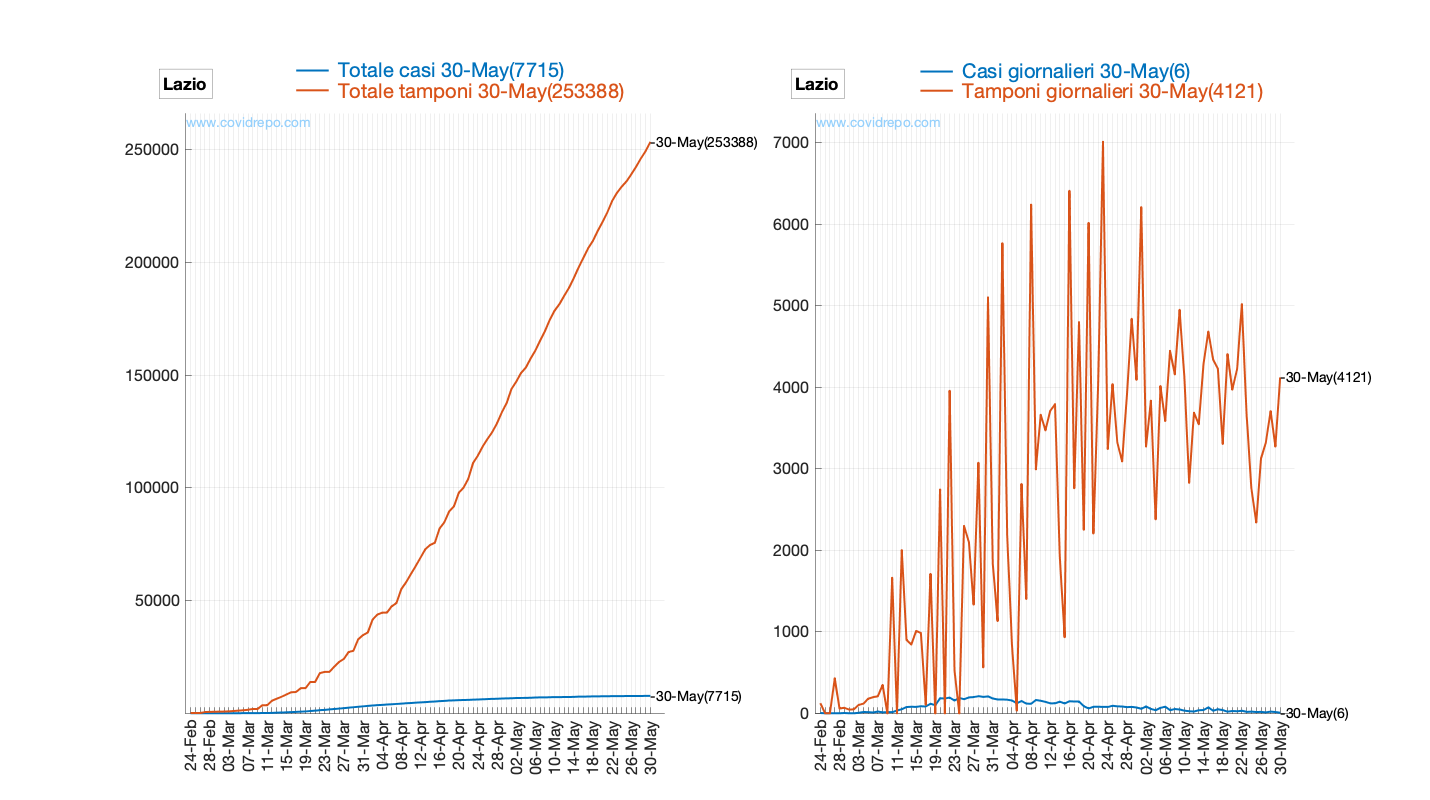 Lazio
Totale casi 30-May(7715)
Totale tamponi 30-May(253388)
www.covidrepo.com
30-May(253388)
250000
200000
150000
100000
50000
30-May(7715)
24-Feb
28-Feb
03-Mar
07-Mar
11-Mar
15-Mar
19-Mar
23-Mar
27-Mar
31-Mar
04-Apr
08-Apr
12-Apr
16-Apr
20-Apr
24-Apr
28-Apr
02-May
06-May
10-May
14-May
18-May
22-May
26-May
30-May
Lazio
Casi giornalieri 30-May(6)
Tamponi giornalieri 30-May(4121)
www.covidrepo.com
7000
6000
5000
4000
30-May(4121)
3000
2000
1000
0
30-May(6)
24-Feb
28-Feb
03-Mar
07-Mar
11-Mar
15-Mar
19-Mar
23-Mar
27-Mar
31-Mar
04-Apr
08-Apr
12-Apr
16-Apr
20-Apr
24-Apr
28-Apr
02-May
06-May
10-May
14-May
18-May
22-May
26-May
30-May